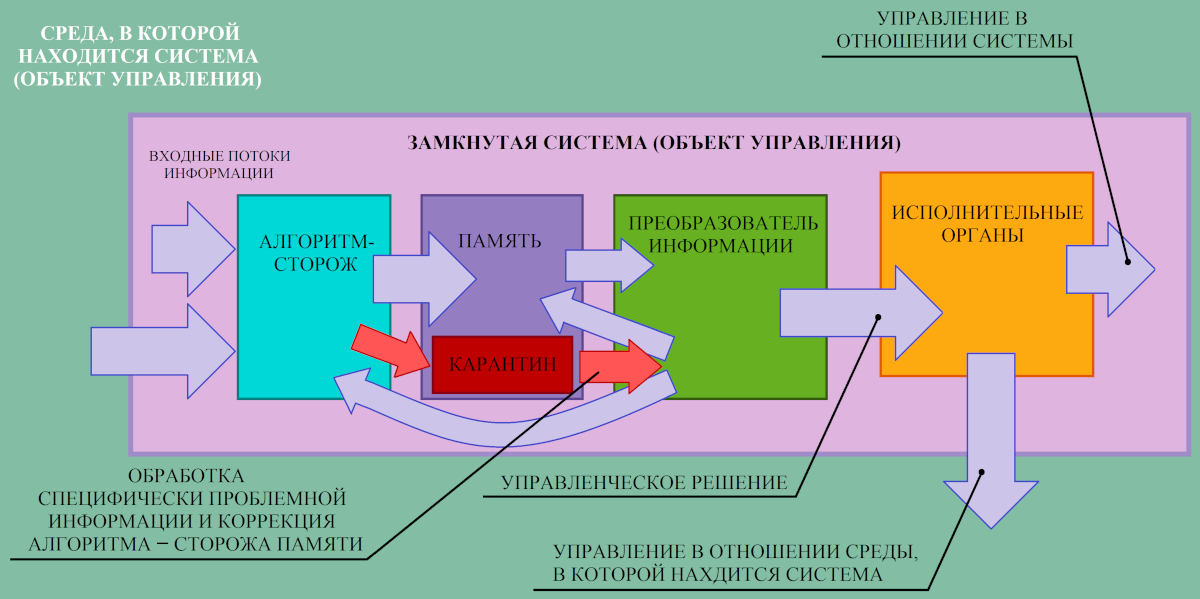 СРЕДА, В КОТОРОЙ
НАХОДИТСЯ СИСТЕМА
(ОБЪЕКТ УПРАВЛЕНИЯ)
УПРАВЛЕНИЕ В
ОТНОШЕНИИ СИСТЕМЫ
ЗАМКНУТАЯ СИСТЕМА (ОБЪЕКТ УПРАВЛЕНИЯ)
ВХОДНЫЕ ПОТОКИ
ИНФОРМАЦИИ
АЛГОРИТМ-
СТОРОЖ
ПАМЯТЬ
КАРАНТИН
ПРЕОБРАЗОВАТЕЛЬ
ИНФОРМАЦИИ
ИСПОЛНИТЕЛЬНЫЕ
ОРГАНЫ
ОБРАБОТКА
СПЕЦИФИЧЕСКИ ПРОБЛЕМНОЙ
ИНФОРМАЦИИ И КОРРЕКЦИЯ
АЛГОРИТМА – СТОРОЖА ПАМЯТИ
УПРАВЛЕНЧЕСКОЕ РЕШЕНИЕ
УПРАВЛЕНИЕ В ОТНОШЕНИИ СРЕДЫ,
В КОТОРОЙ НАХДИТСЯ СИСТЕМА